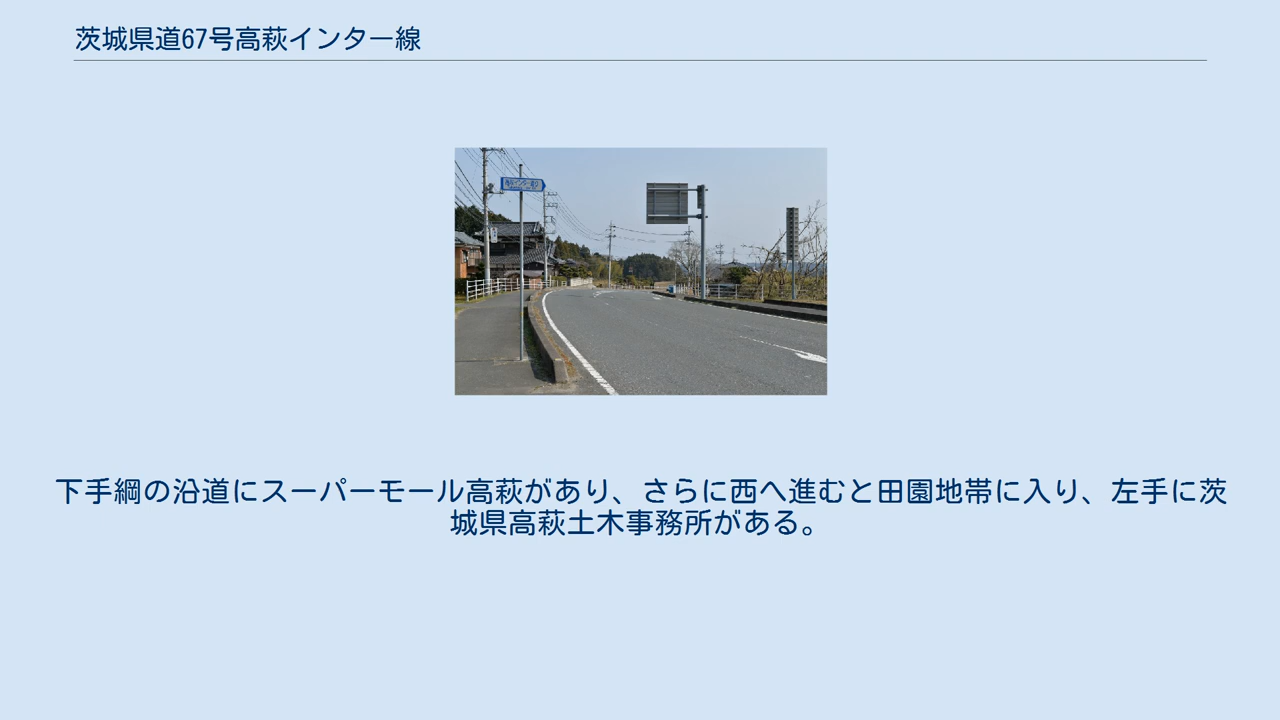 茨城県道67号高萩インター線
下手綱の沿道にスーパーモール高萩があり、さらに西へ進むと田園地帯に入り、左手に茨
城県高萩土木事務所がある。